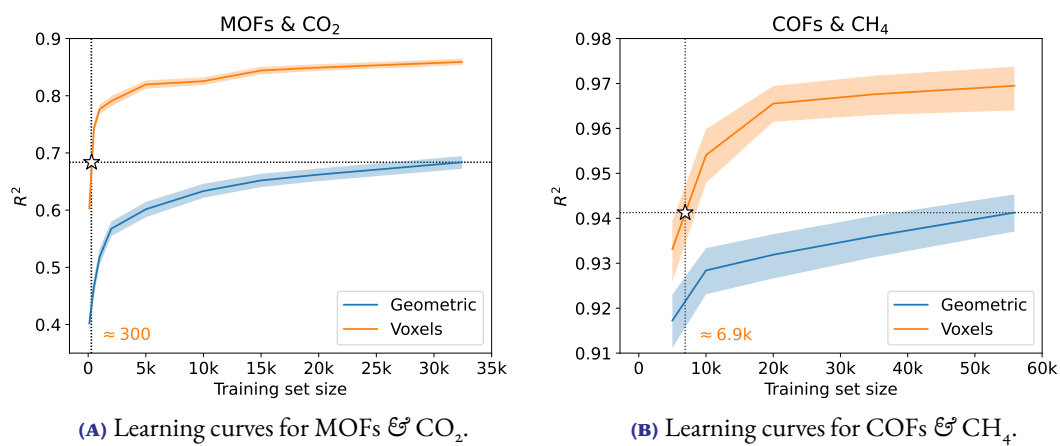 MOFs & CO₂
0.9
0.8
0.7
0.6
0.5
0.4
R²
0
5k
10k
15k
20k
25k
30k
35k
Training set size
≈300
Geometric
Voxels
(A) Learning curves for MOFs & CO₂.
COFs & CH₄
0.98
0.97
0.96
0.95
0.94
0.93
0.92
0.91
R²
0
10k
20k
30k
40k
50k
60k
Training set size
≈6.9k
Geometric
Voxels
(B) Learning curves for COFs & CH₄.